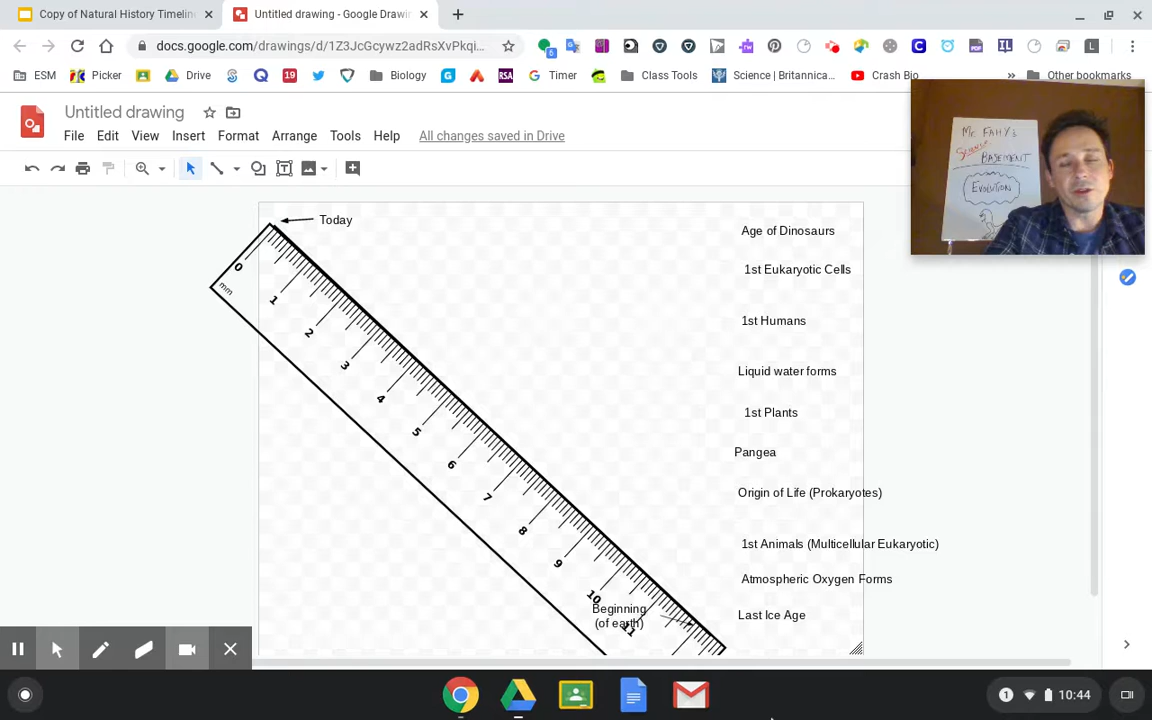 Copy of Natural History Timelin
Untitled drawing - Google Drawin
docs.google.com/drawings/d/1Z3JcGcywz2adRsXvPkqi...
ESM
Picker
Drive
19
RSA
Biology
Timer
Class Tools
Science | Britannica...
Crash Bio
Other bookmarks
Untitled drawing
File Edit View Insert Format Arrange Tools Help
All changes saved in Drive
Mr FAHY'S
SCIENCE
BASEMENT
EVOLUTION
Today
Age of Dinosaurs
1st Eukaryotic Cells
1st Humans
Liquid water forms
1st Plants
Pangea
Origin of Life (Prokaryotes)
1st Animals (Multicellular Eukaryotic)
Atmospheric Oxygen Forms
Last Ice Age
0
mm
1
2
3
4
5
6
7
8
9
10
11
Beginning
(of earth)
1
10:44